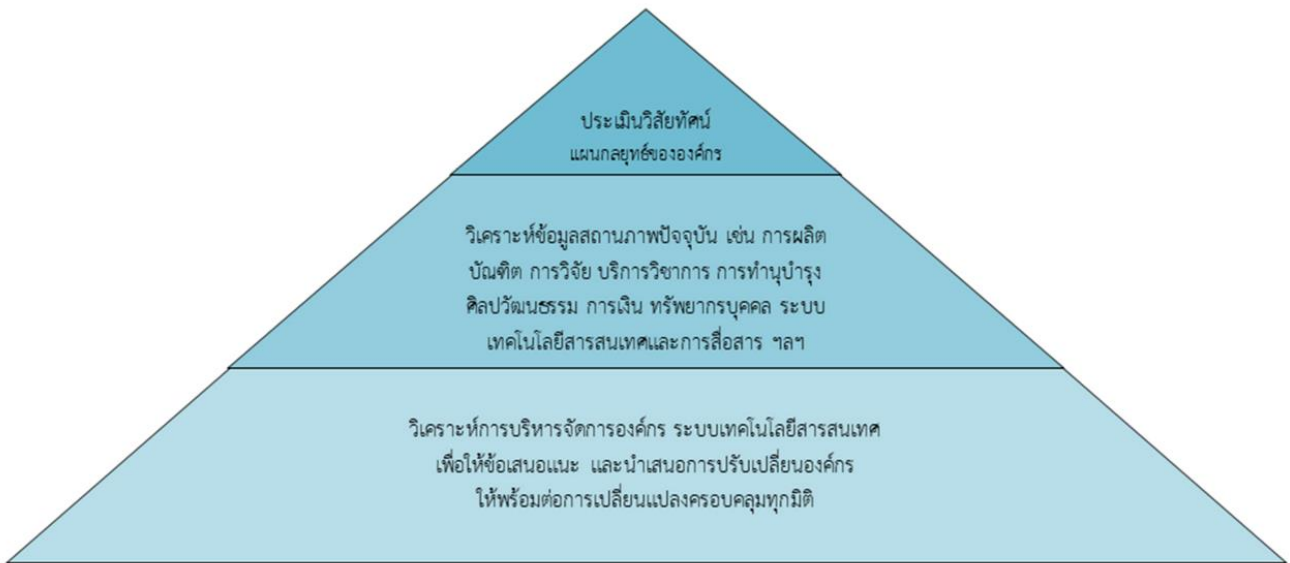 ประเมินวิสัยทัศน์
แผนกลยุทธ์ขององค์กร
วิเคราะห์ข้อมูลสถานภาพปัจจุบัน เช่น การผลิต
บัณฑิต การวิจัย บริการวิชาการ การทำนุบำรุง
ศิลปวัฒนธรรม การเงิน ทรัพยากรบุคคล ระบบ
เทคโนโลยีสารสนเทศและการสื่อสาร ฯลฯ
วิเคราะห์การบริหารจัดการองค์กร ระบบเทคโนโลยีสารสนเทศ
เพื่อให้ข้อเสนอแนะ และนำเสนอการปรับเปลี่ยนองค์กร
ให้พร้อมต่อการเปลี่ยนแปลงครอบคลุมทุกมิติ